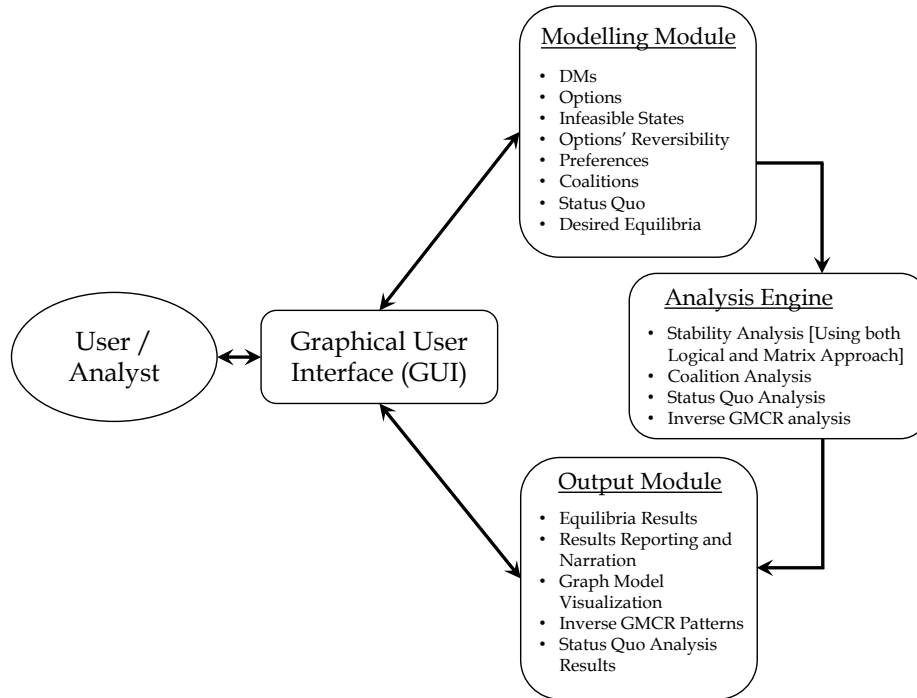 Modelling Module
• DMs
• Options
• Infeasible States
• Options’ Reversibility
• Preferences
• Coalitions
• Status Quo
• Desired Equilibria
User /
Analyst
Graphical User
Interface (GUI)
Analysis Engine
• Stability Analysis [Using both
Logical and Matrix Approach]
• Coalition Analysis
• Status Quo Analysis
• Inverse GMCR analysis
Output Module
• Equilibria Results
• Results Reporting and
Narration
• Graph Model
Visualization
• Inverse GMCR Patterns
• Status Quo Analysis
Results